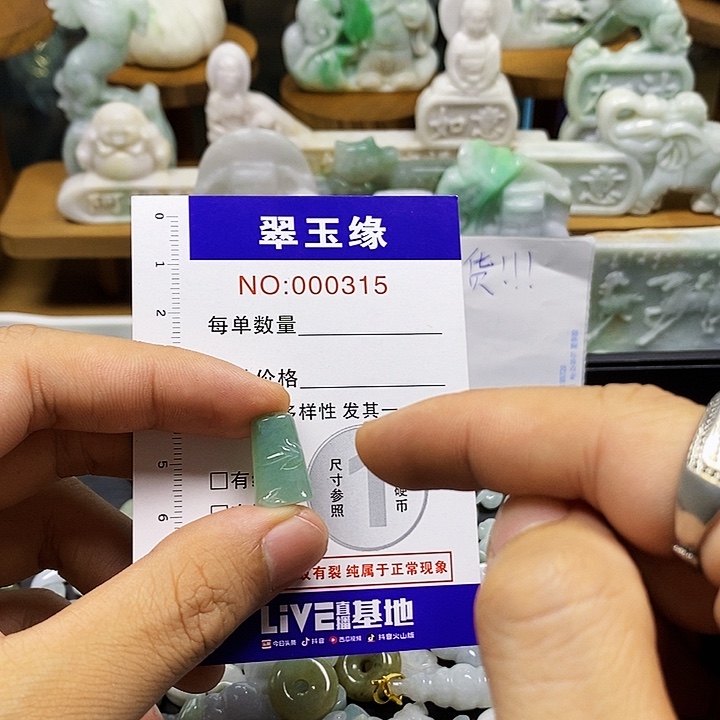 翠玉缘
NO:000315
每单数量
价格
多样性 发其一
有
尺寸参照
1
硬币
有裂 纯属于正常现象
LiVE直播基地
今日头条 抖音 西瓜视频 抖音火山版
货!!!
0
1
2
5
6